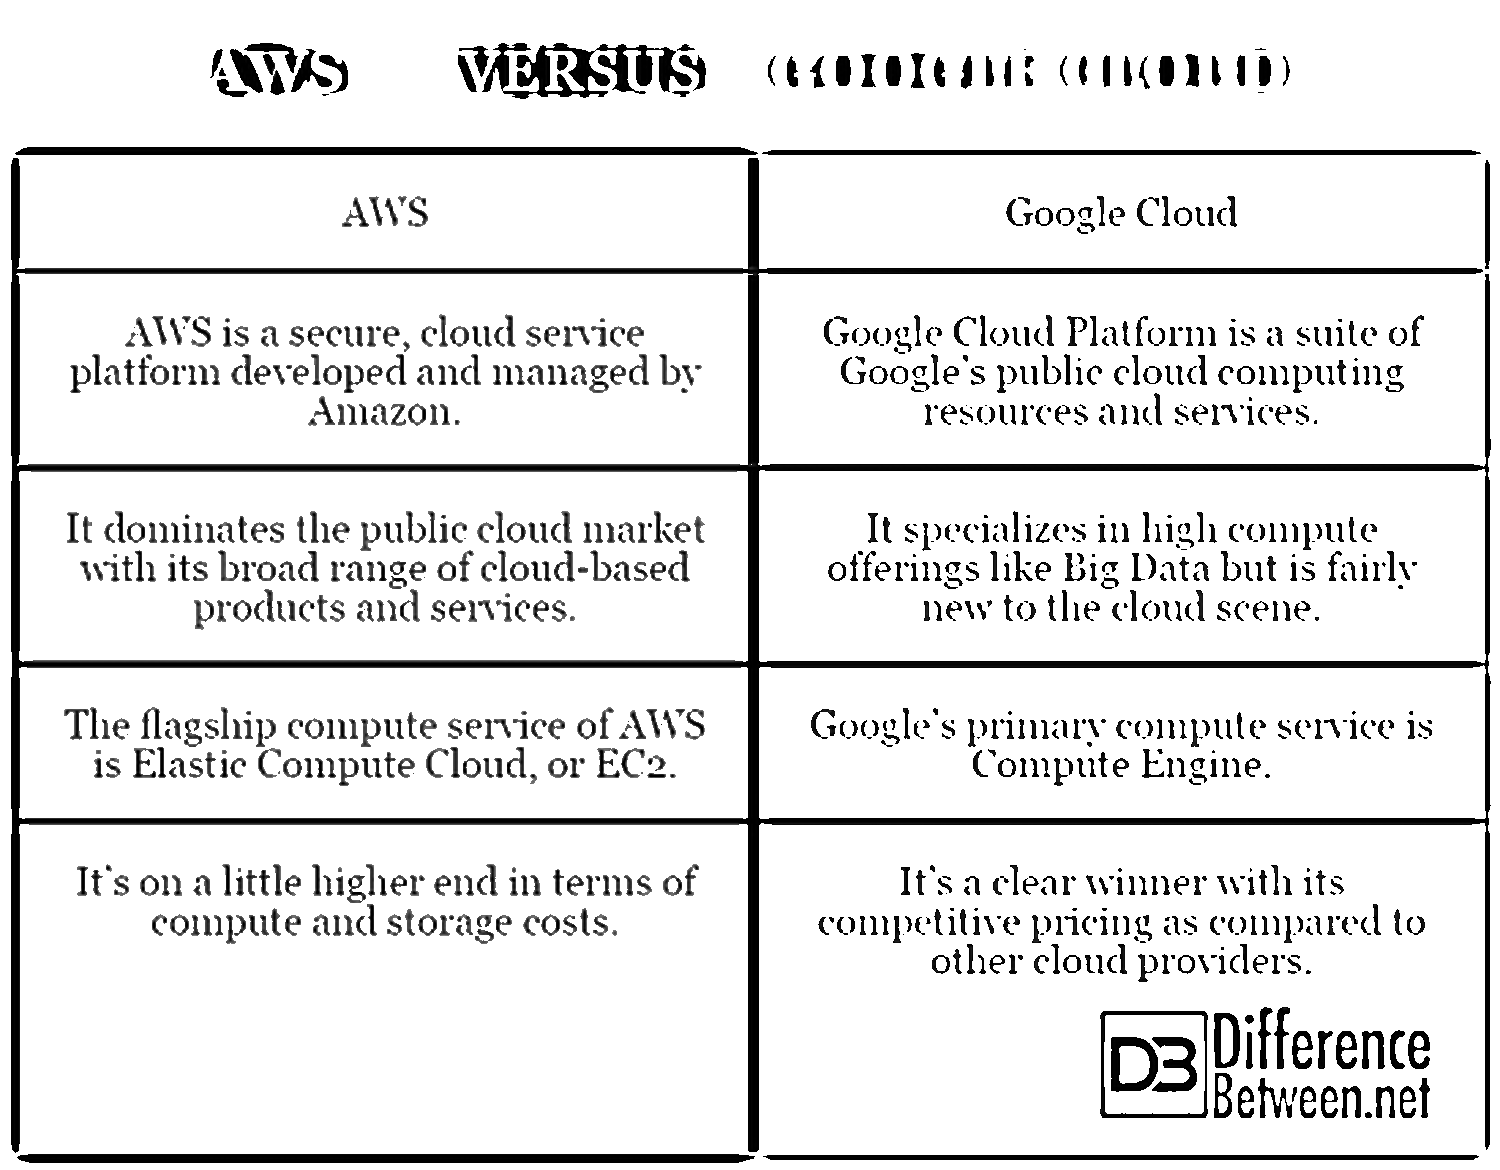 AWS VERSUS GOOGLE CLOUD
AWS
Google Cloud
AWS is a secure, cloud service
platform developed and managed by
Amazon.
Google Cloud Platform is a suite of
Google's public cloud computing
resources and services.
It dominates the public cloud market
with its broad range of cloud-based
products and services.
It specializes in high compute
offerings like Big Data but is fairly
new to the cloud scene.
The flagship compute service of AWS
is Elastic Compute Cloud, or EC2.
Google's primary compute service is
Compute Engine.
It's on a little higher end in terms of
compute and storage costs.
It's a clear winner with its
competitive pricing as compared to
other cloud providers.
DB Difference
Between.net